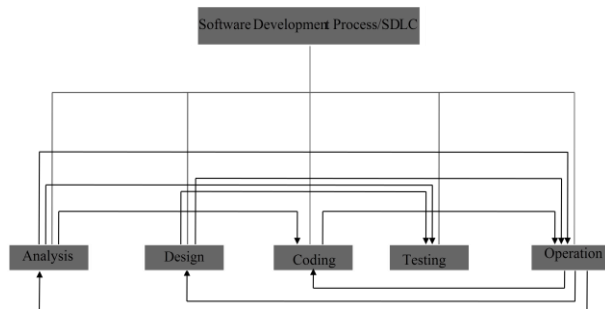 Software Development Process/SDLC
Analysis
Design
Coding
Testing
Operation